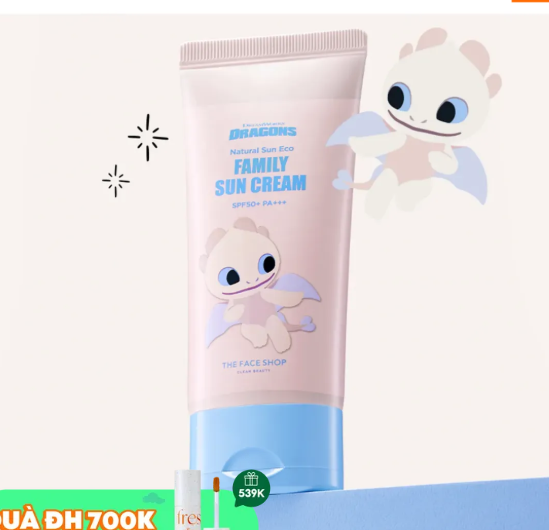 DRAGONS
Natural Sun Eco
FAMILY
SUN CREAM
SPF50+ PA+++
THE FACE SHOP
CLEAN BEAUTY
539K
QUÀ ĐH 700K
fres